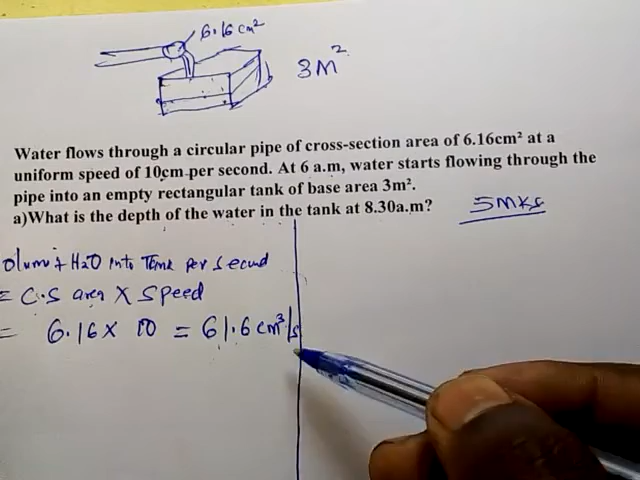 6.16cm²
3M²
Water flows through a circular pipe of cross-section area of 6.16cm² at a
uniform speed of 10cm per second. At 6 a.m, water starts flowing through the
pipe into an empty rectangular tank of base area 3m².
a)What is the depth of the water in the tank at 8.30a.m?
5MKs
olume H2O into Tank per second
= C.S area X Speed
= 6.16 X 10 = 61.6 cm³/s